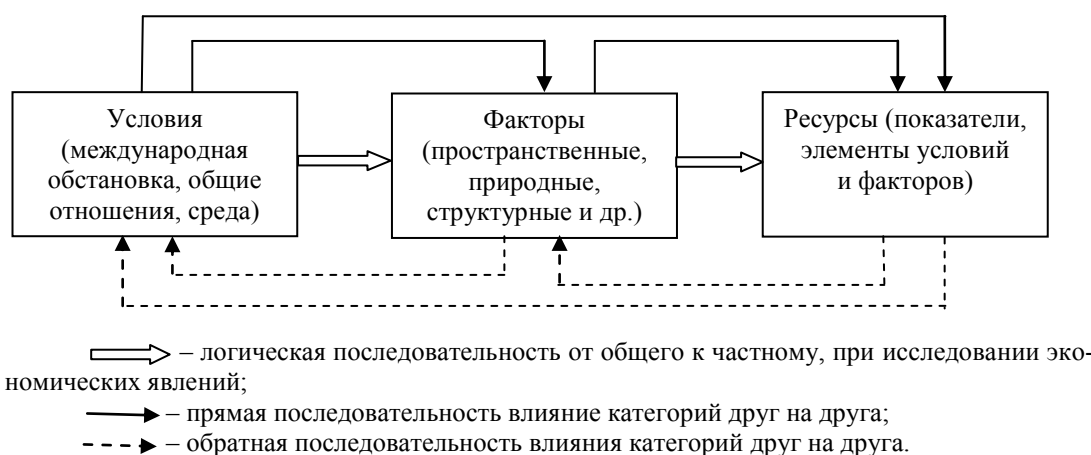 Условия
(международная
обстановка, общие
отношения, среда)
Факторы
(пространственные,
природные,
структурные и др.)
Ресурсы (показатели,
элементы условий
и факторов)
– логическая последовательность от общего к частному, при исследовании эко-
номических явлений;
– прямая последовательность влияние категорий друг на друга;
– обратная последовательность влияния категорий друг на друга.